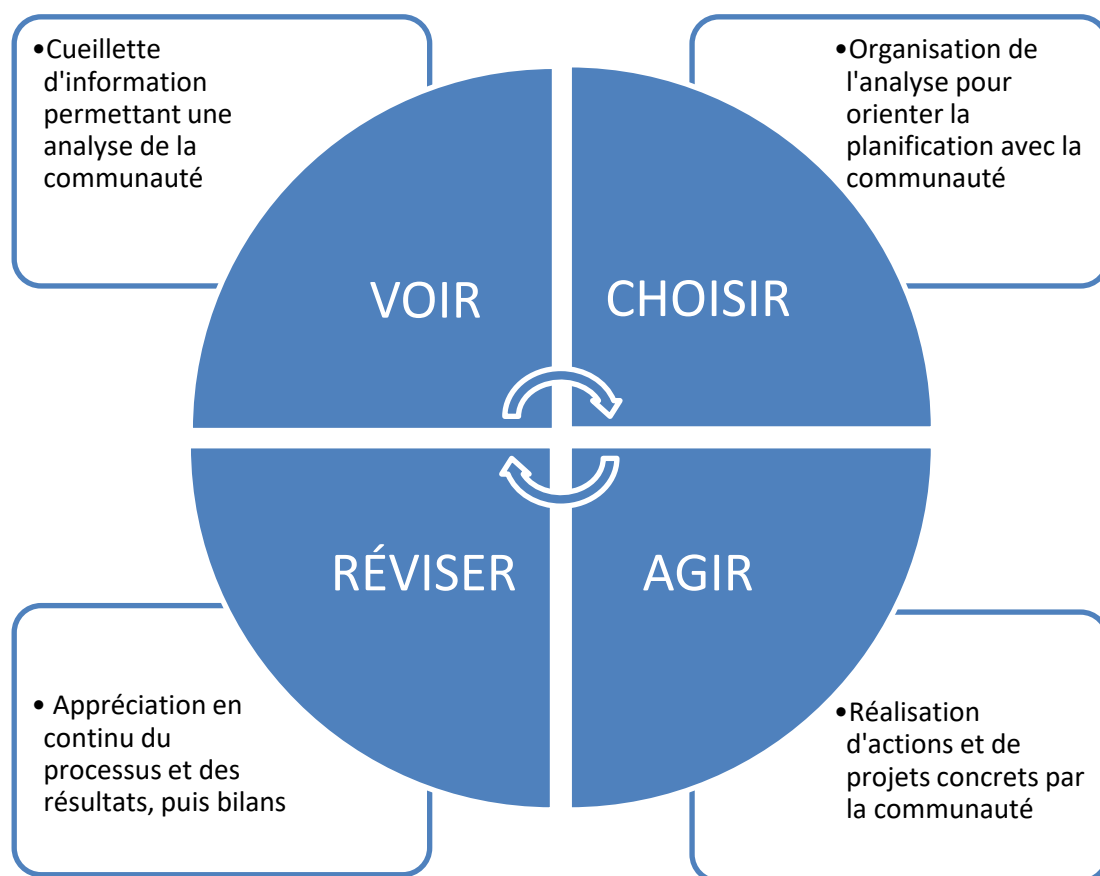 •Cueillette
d'information
permettant une
analyse de la
communauté
•Organisation de
l'analyse pour
orienter la
planification avec la
communauté
VOIR
CHOISIR
RÉVISER
AGIR
• Appréciation en
continu du
processus et des
résultats, puis bilans
•Réalisation
d'actions et de
projets concrets par
la communauté